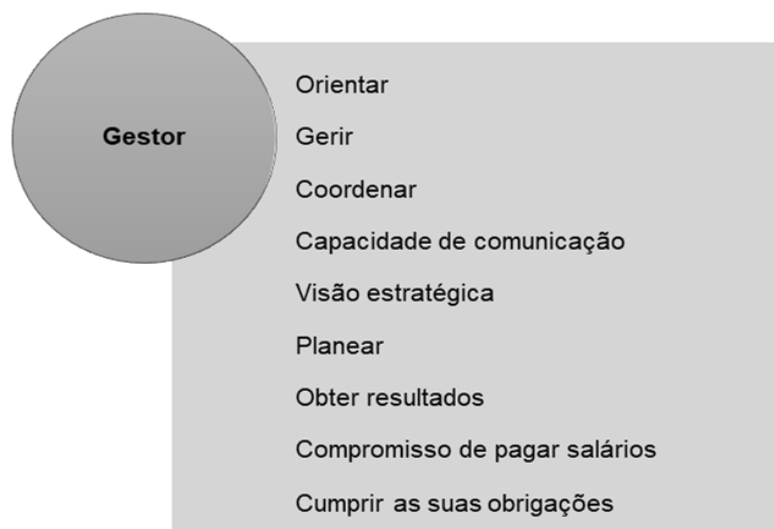 Gestor
Orientar
Gerir
Coordenar
Capacidade de comunicação
Visão estratégica
Planear
Obter resultados
Compromisso de pagar salários
Cumprir as suas obrigações